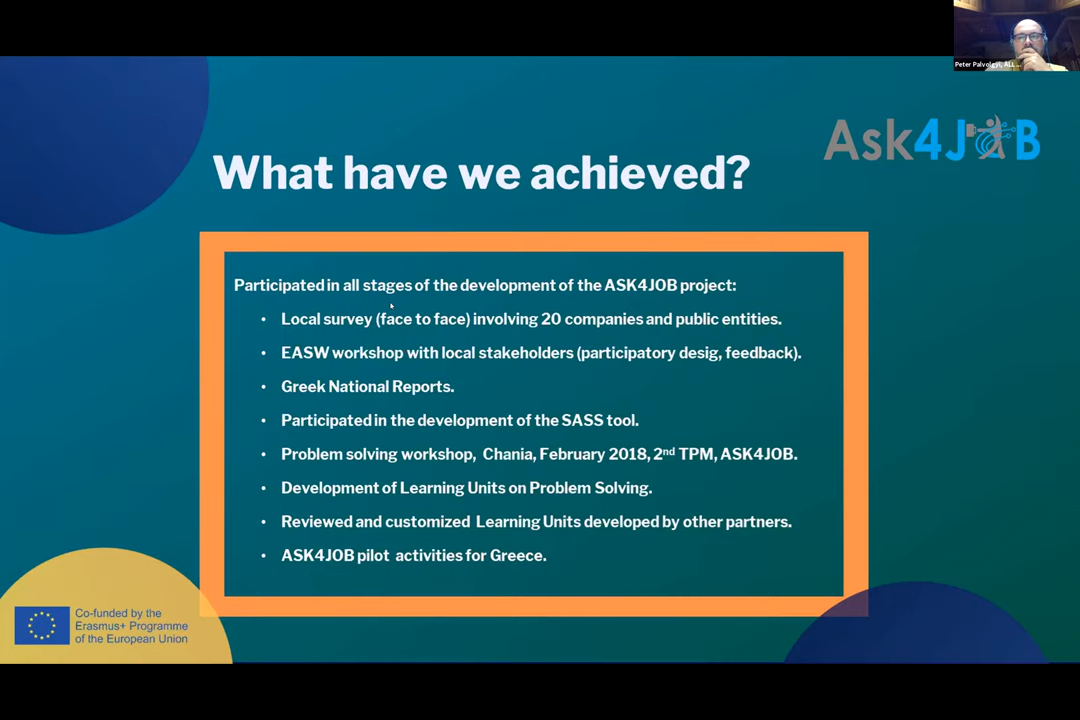 Peter Palvolgyi, ALL ...
Ask4JOB
What have we achieved?
Participated in all stages of the development of the ASK4JOB project:
• Local survey (face to face) involving 20 companies and public entities.
• EASW workshop with local stakeholders (participatory desig, feedback).
• Greek National Reports.
• Participated in the development of the SASS tool.
• Problem solving workshop, Chania, February 2018, 2nd TPM, ASK4JOB.
• Development of Learning Units on Problem Solving.
• Reviewed and customized Learning Units developed by other partners.
• ASK4JOB pilot activities for Greece.
Co-funded by the
Erasmus+ Programme
of the European Union